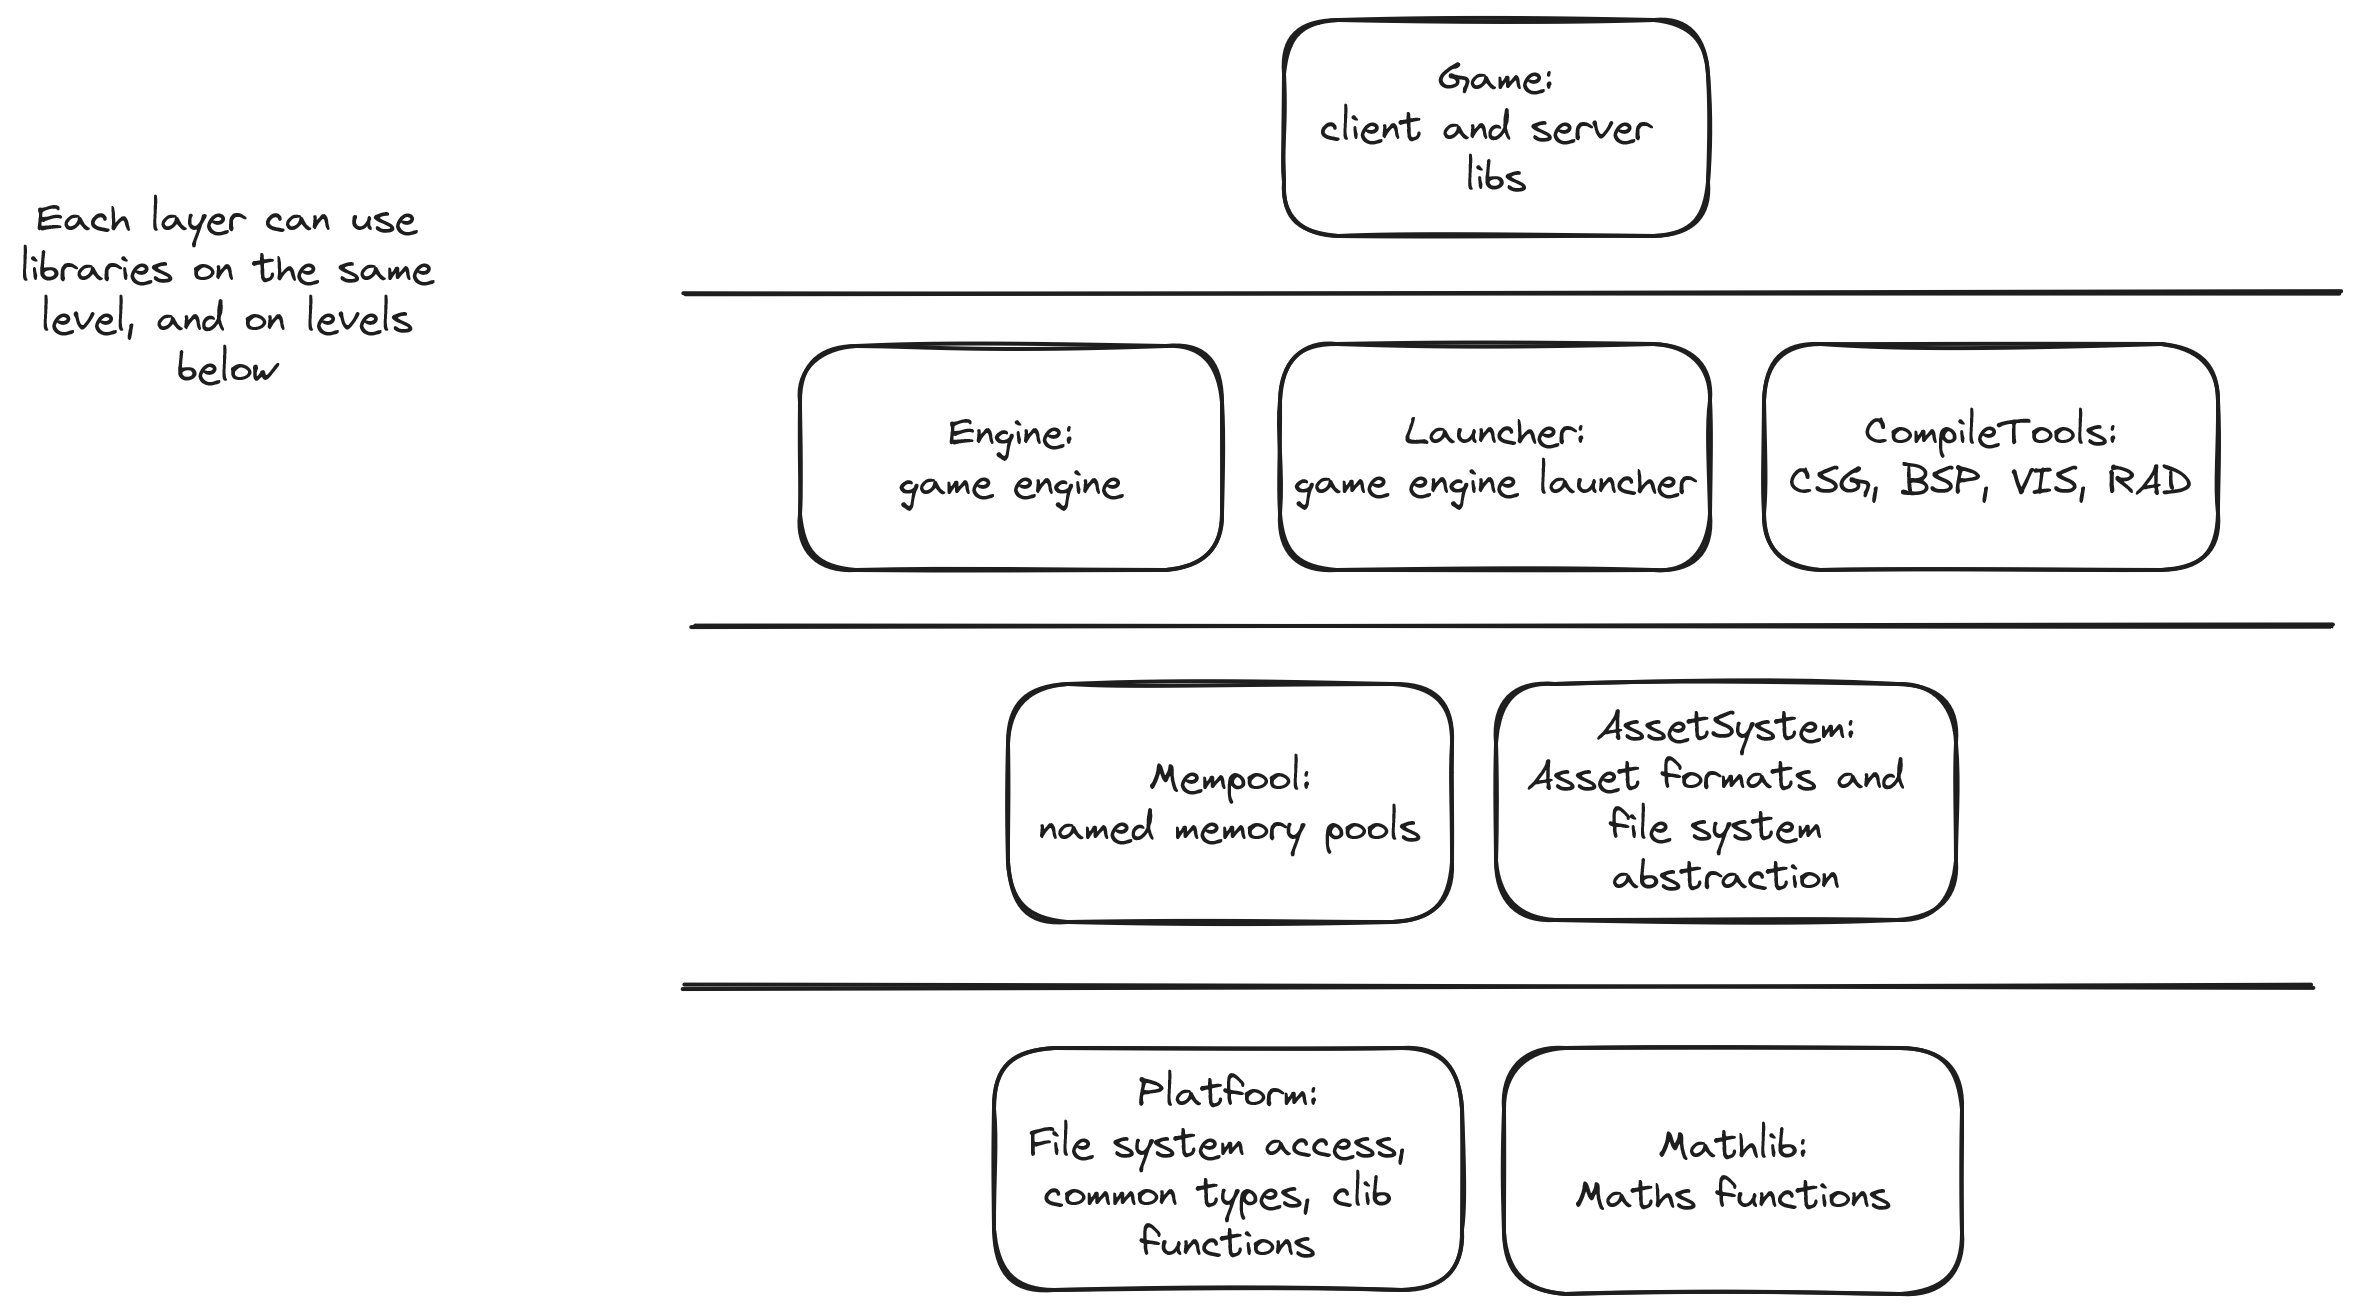 Each layer can use
libraries on the same
level, and on levels
below
Game:
client and server
libs
Engine:
game engine
Launcher:
game engine launcher
CompileTools:
CSG, BSP, VIS, RAD
Mempool:
named memory pools
AssetSystem:
Asset formats and
file system
abstraction
Platform:
File system access,
common types, clib
functions
Mathlib:
Maths functions